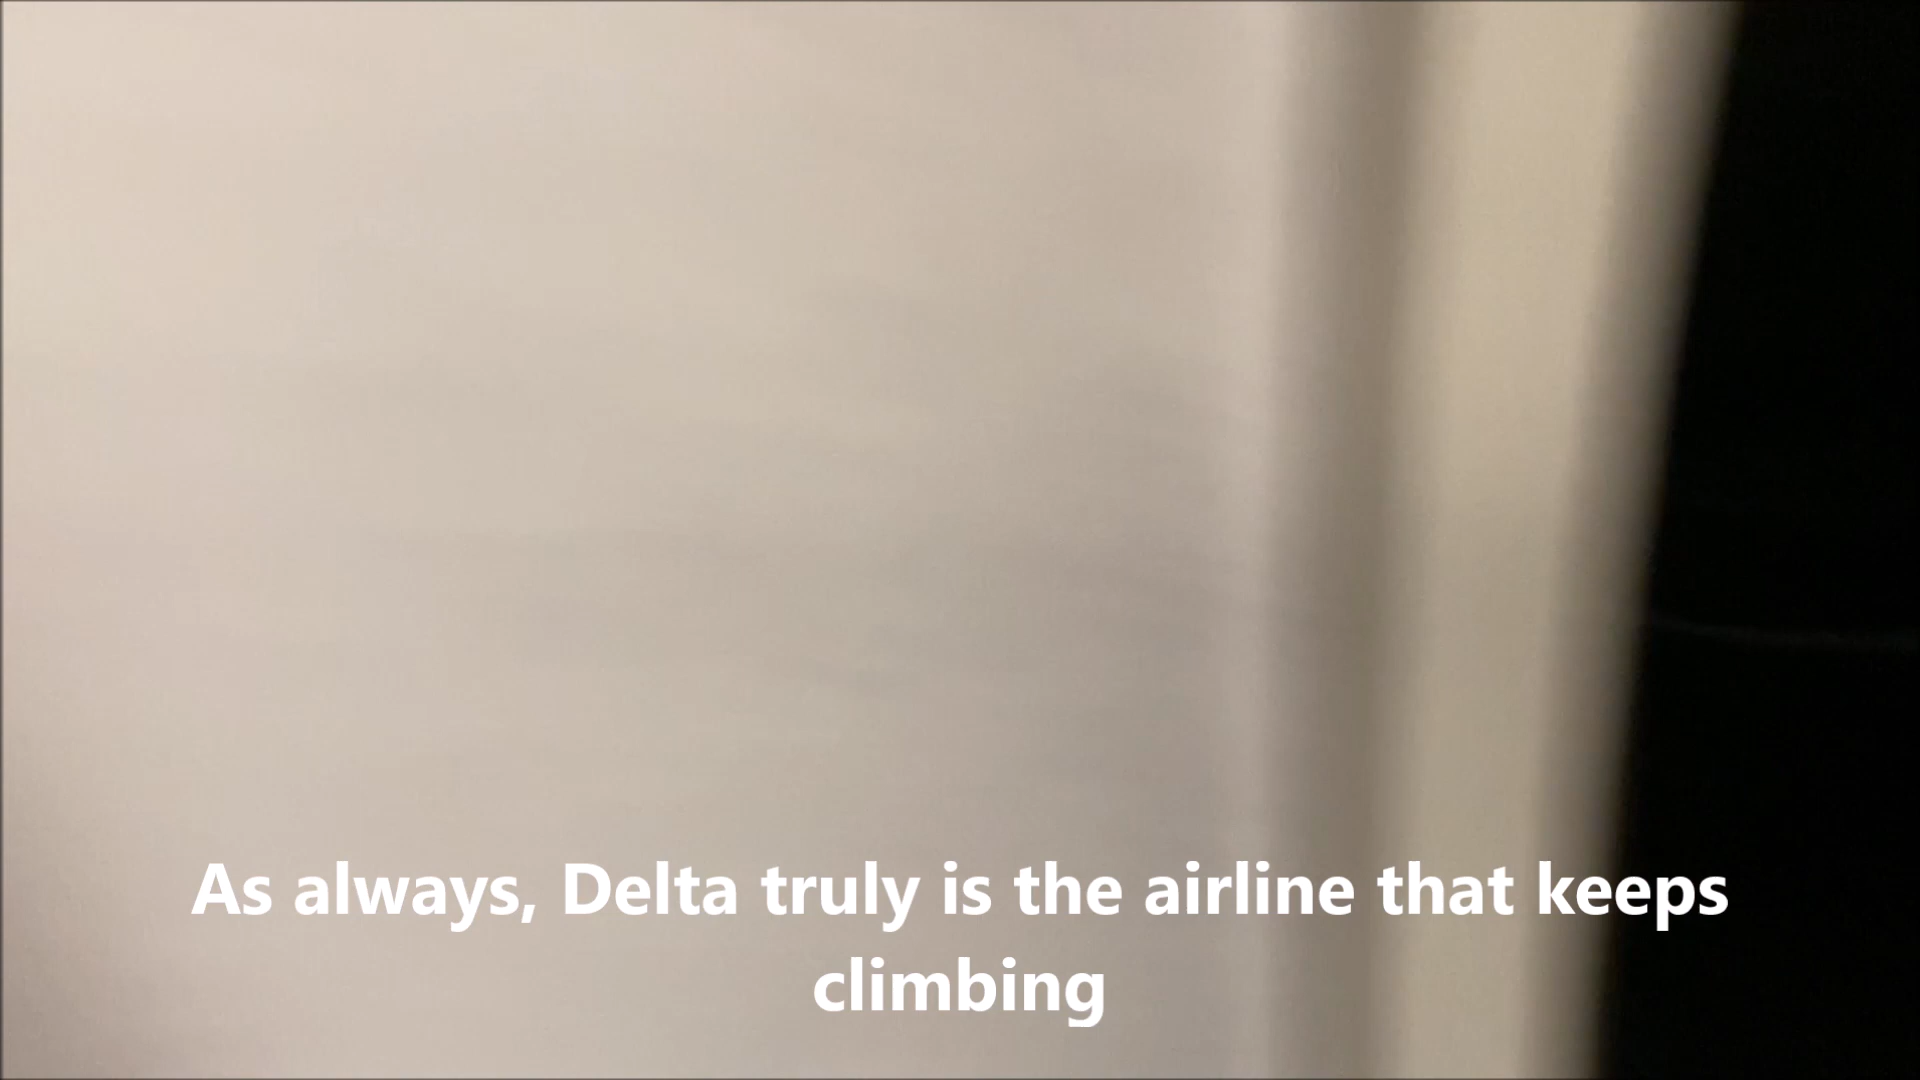 As always, Delta truly is the airline that keeps
climbing